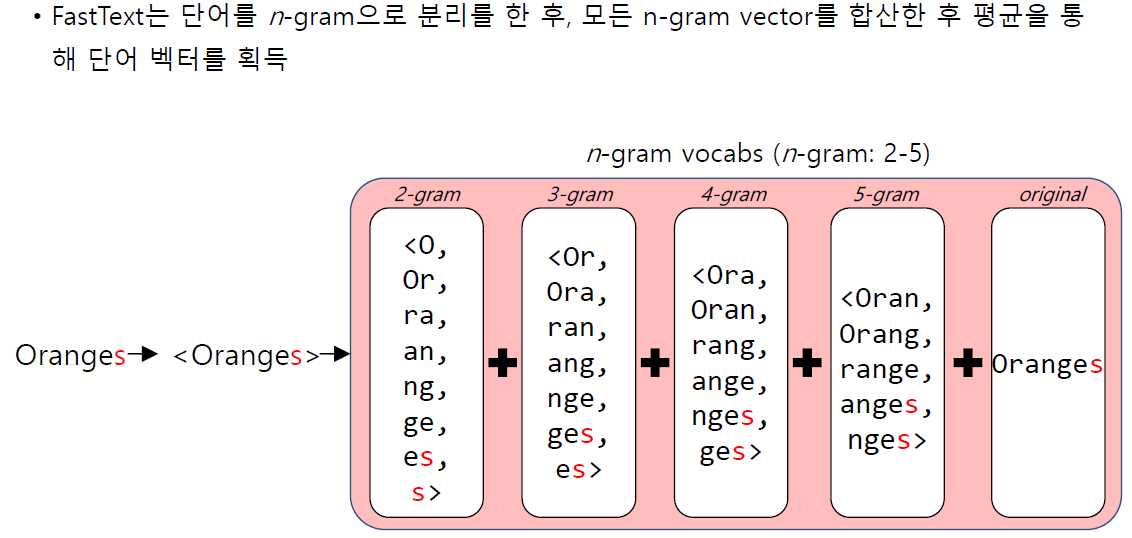 • FastText는 단어를 n-gram으로 분리를 한 후, 모든 n-gram vector를 합산한 후 평균을 통
해 단어 벡터를 획득
n-gram vocabs (n-gram: 2-5)
2-gram
<O,
Or,
ra,
an,
ng,
ge,
es,
s>
3-gram
<Or,
Ora,
ran,
ang,
nge,
ges,
es>
4-gram
<Ora,
Oran,
rang,
ange,
nges,
ges>
5-gram
<Oran,
Orang,
range,
anges,
nges>
original
Oranges
Oranges
<Oranges>